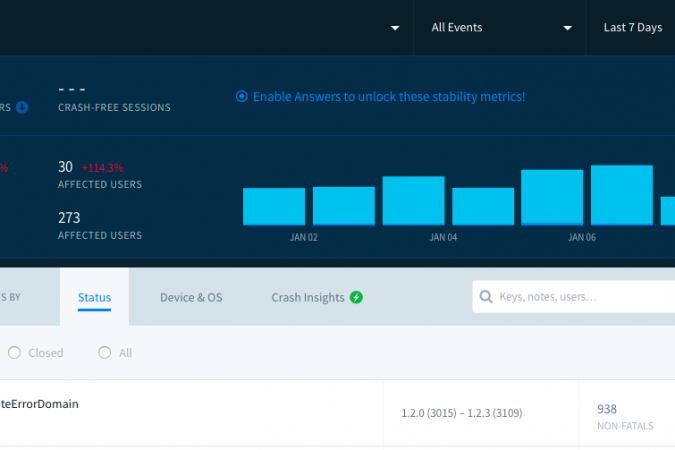 All Events
Last 7 Days
- - -
RS
CRASH-FREE SESSIONS
Enable Answers to unlock these stability metrics!
%
30 +114.3%
AFFECTED USERS
273
AFFECTED USERS
JAN 02
JAN 04
JAN 06
ES BY
Status
Device & OS
Crash Insights
Keys, notes, users...
Closed
All
teErrorDomain
1.2.0 (3015) – 1.2.3 (3109)
938
NON-FATALS